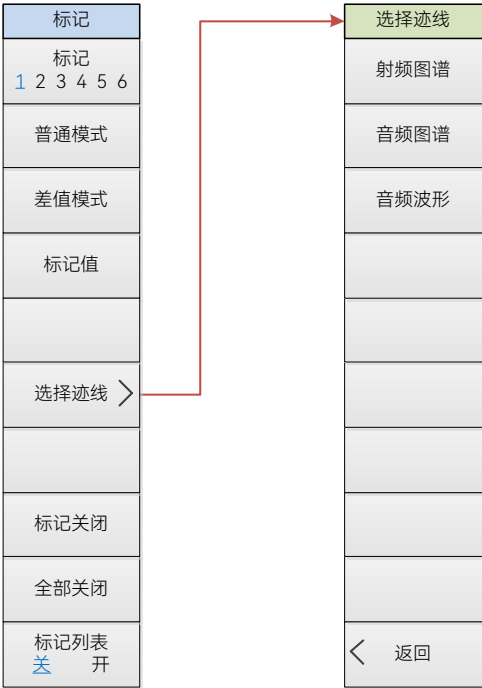 标记
标记
1 2 3 4 5 6
普通模式
差值模式
标记值
选择迹线
标记关闭
全部关闭
标记列表
关 开
选择迹线
射频图谱
音频图谱
音频波形
返回